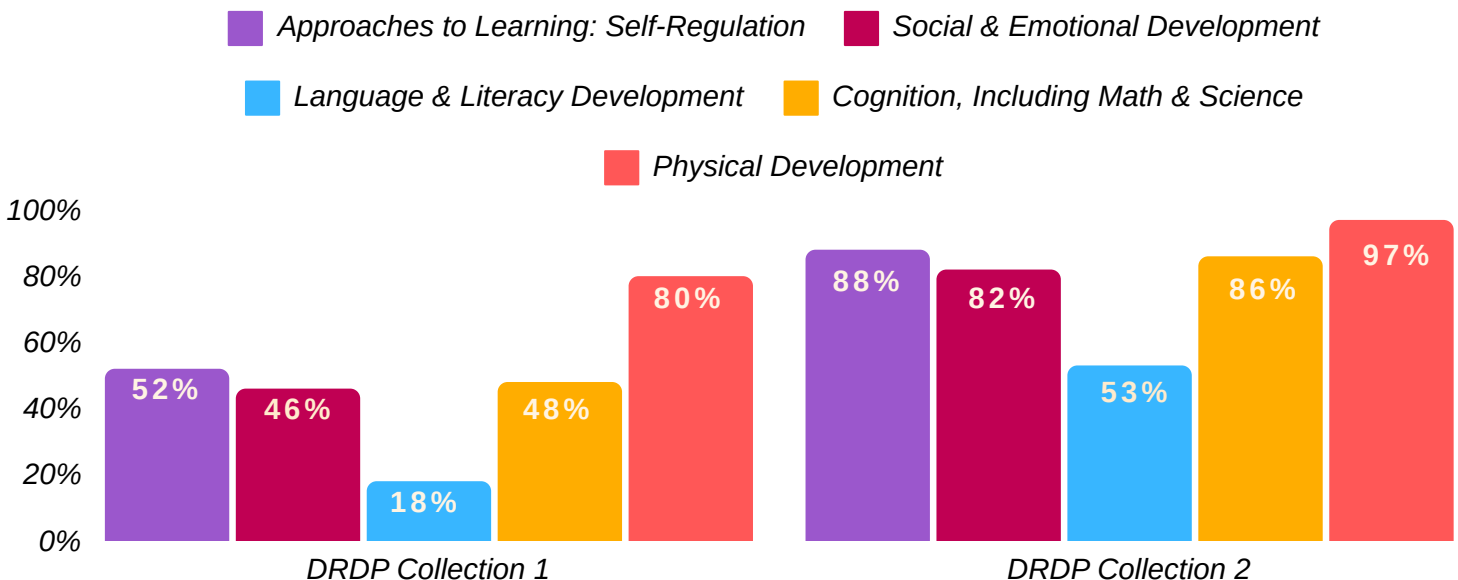 Approaches to Learning: Self-Regulation
Social & Emotional Development
Language & Literacy Development
Cognition, Including Math & Science
Physical Development
100%
80%
60%
40%
20%
0%
52%
46%
18%
48%
80%
88%
82%
53%
86%
97%
DRDP Collection 1
DRDP Collection 2